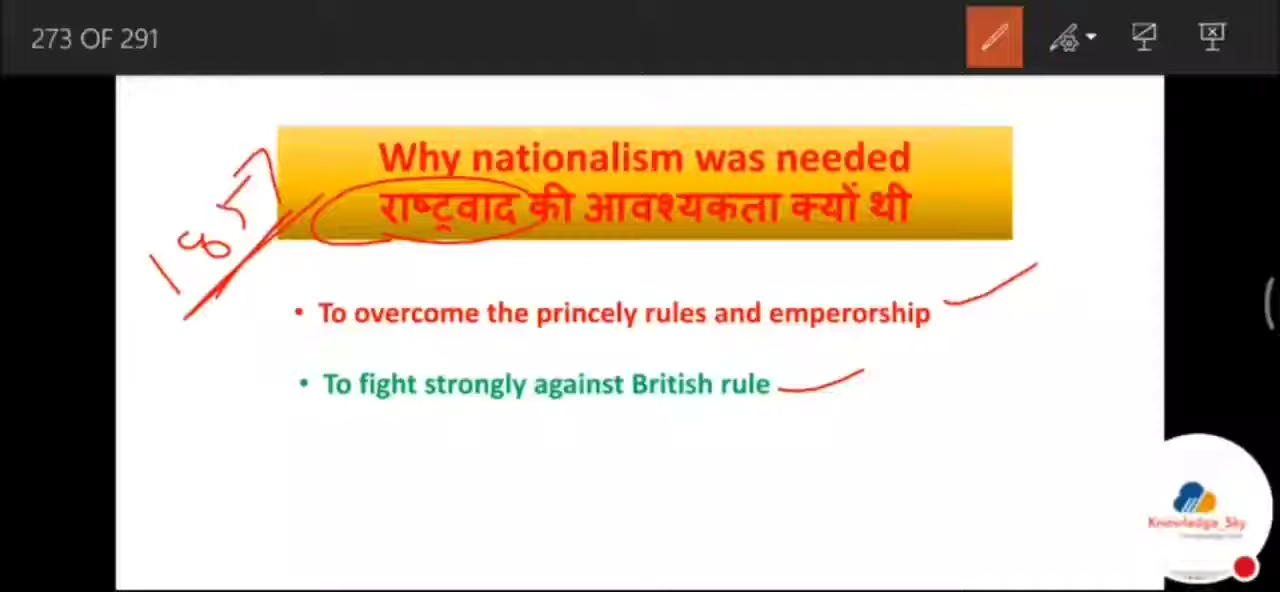 273 OF 291
Why nationalism was needed
राष्ट्रवाद की आवश्यकता क्यों थी
1857
• To overcome the princely rules and emperorship
• To fight strongly against British rule
Knowledge_Sky